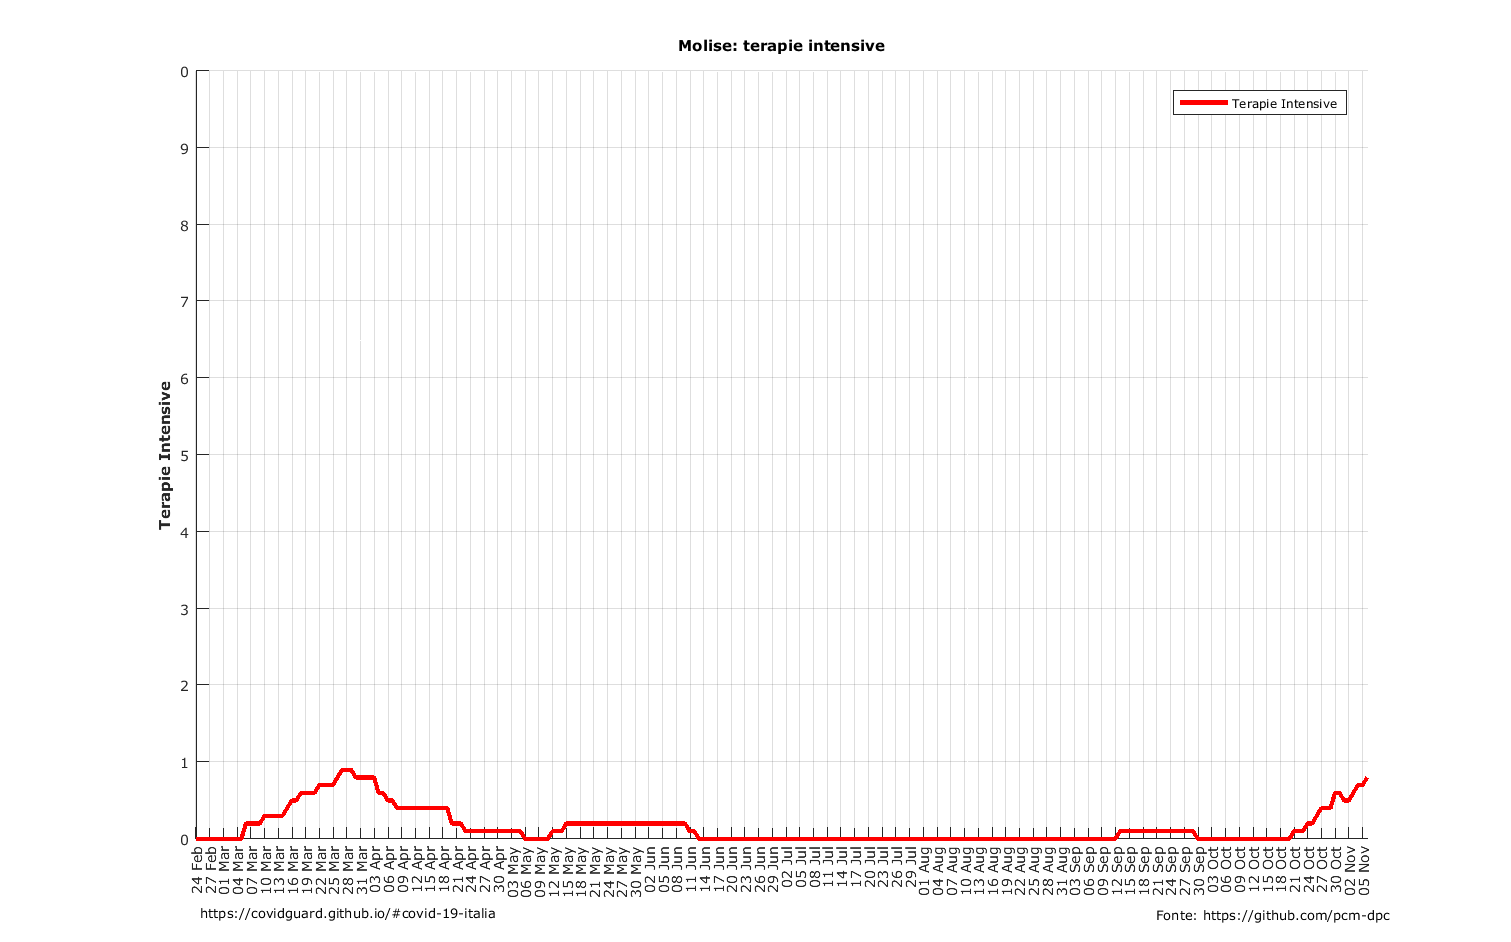 Molise: terapie intensive
Terapie Intensive
0
9
8
7
6
5
4
3
2
1
0
Terapie Intensive
24 Feb
27 Feb
01 Mar
04 Mar
07 Mar
10 Mar
13 Mar
16 Mar
19 Mar
22 Mar
25 Mar
28 Mar
31 Mar
03 Apr
06 Apr
09 Apr
12 Apr
15 Apr
18 Apr
21 Apr
24 Apr
27 Apr
30 Apr
03 May
06 May
09 May
12 May
15 May
18 May
21 May
24 May
27 May
30 May
02 Jun
05 Jun
08 Jun
11 Jun
14 Jun
17 Jun
20 Jun
23 Jun
26 Jun
29 Jun
02 Jul
05 Jul
08 Jul
11 Jul
14 Jul
17 Jul
20 Jul
23 Jul
26 Jul
29 Jul
01 Aug
04 Aug
07 Aug
10 Aug
13 Aug
16 Aug
19 Aug
22 Aug
25 Aug
28 Aug
31 Aug
03 Sep
06 Sep
09 Sep
12 Sep
15 Sep
18 Sep
21 Sep
24 Sep
27 Sep
30 Sep
03 Oct
06 Oct
09 Oct
12 Oct
15 Oct
18 Oct
21 Oct
24 Oct
27 Oct
30 Oct
02 Nov
05 Nov
https://covidguard.github.io/#covid-19-italia
Fonte: https://github.com/pcm-dpc